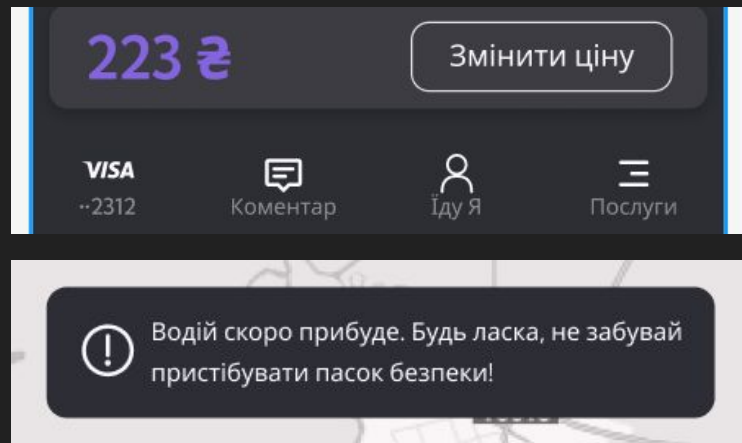 223 ₴
Змінити ціну
VISA
··2312
Коментар
Їду Я
Послуги
Водій скоро прибуде. Будь ласка, не забувай
пристібувати пасок безпеки!